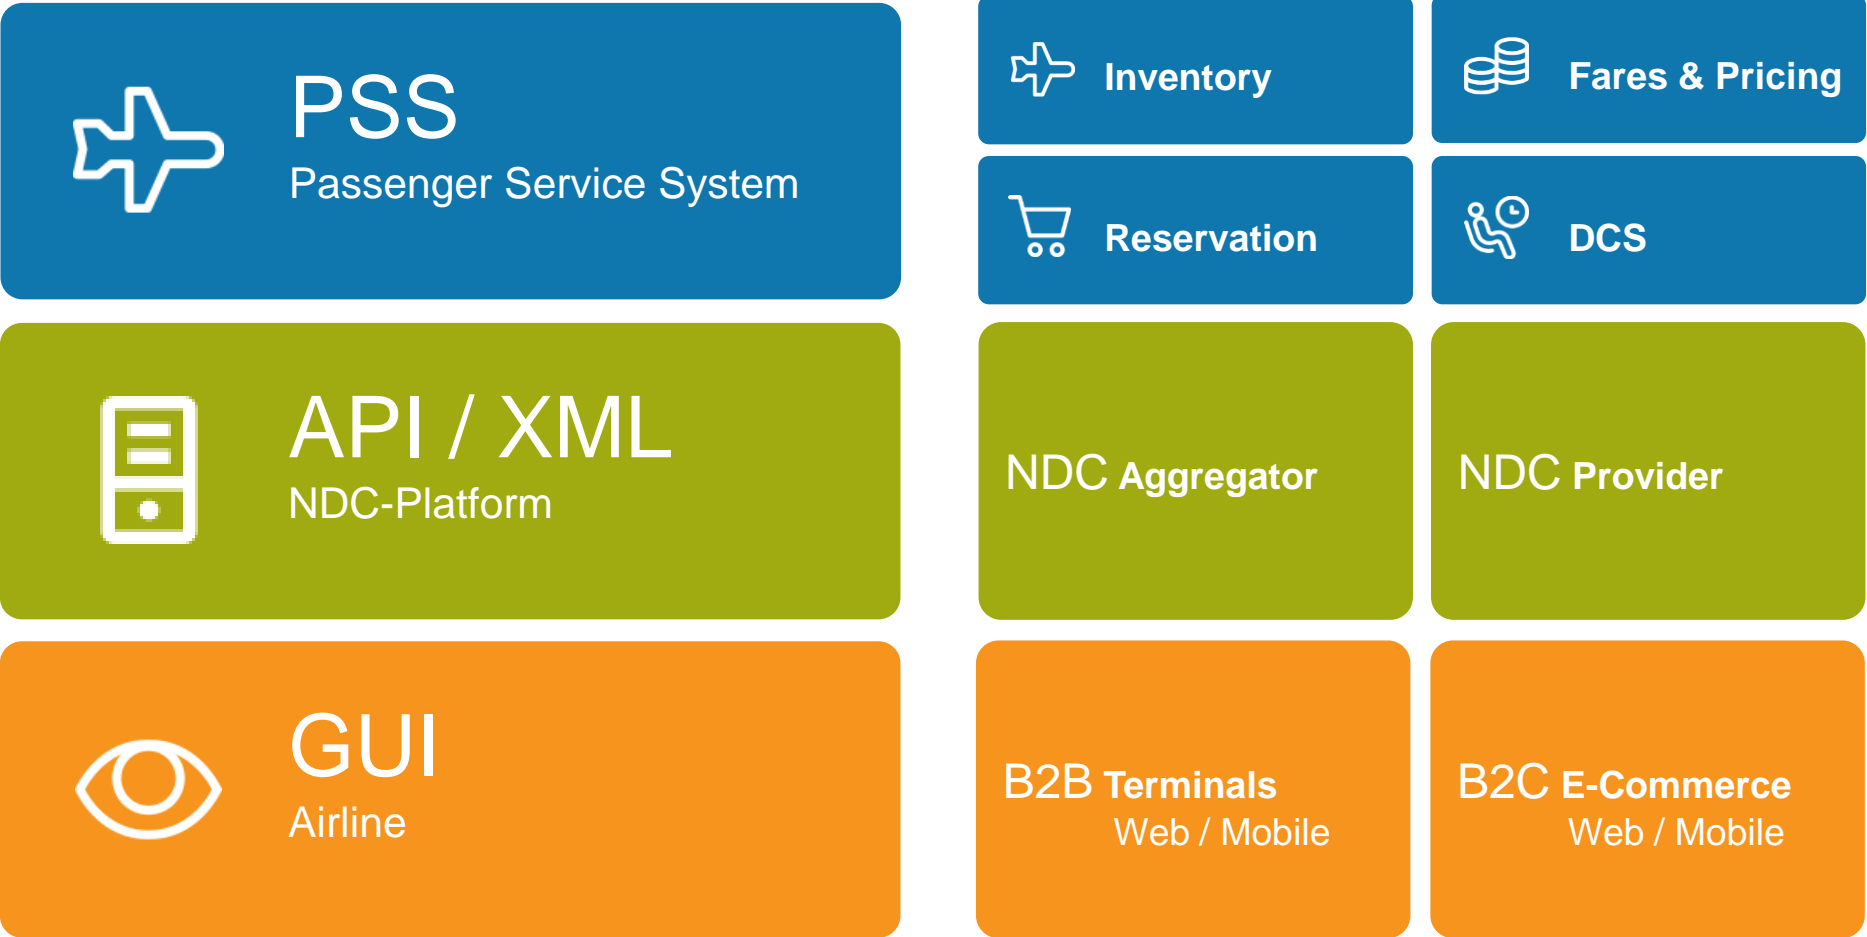 PSS
Passenger Service System
Inventory
Fares & Pricing
Reservation
DCS
API / XML
NDC-Platform
NDC Aggregator
NDC Provider
GUI
Airline
B2B Terminals
Web / Mobile
B2C E-Commerce
Web / Mobile